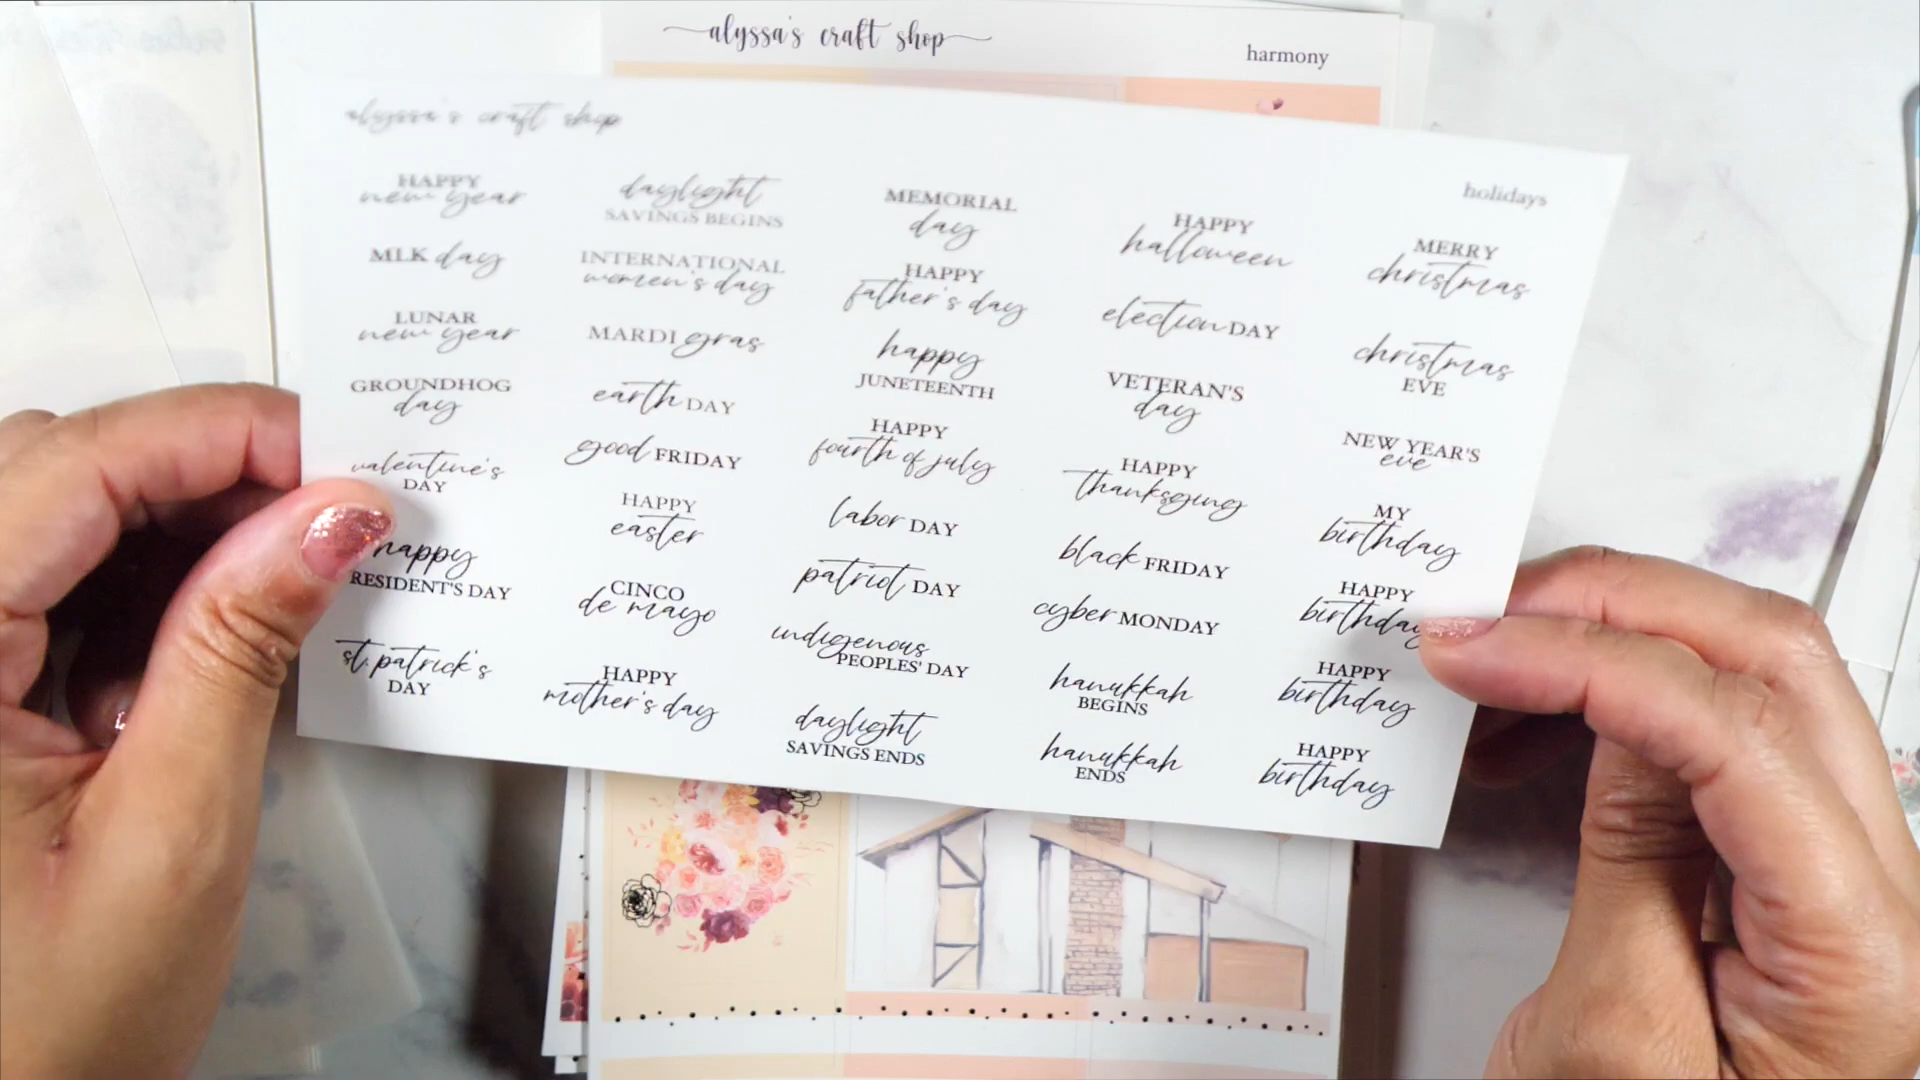 alyssa's craft shop
harmony
alyssa's craft shop
holidays
HAPPY
new year
MLK day
LUNAR
new year
GROUNDHOG
day
valentine's
DAY
happy
RESIDENT'S DAY
st. patrick's
DAY
daylight
SAVINGS BEGINS
INTERNATIONAL
women's day
MARDI gras
earth DAY
good FRIDAY
HAPPY
easter
CINCO
de mayo
HAPPY
mother's day
MEMORIAL
day
HAPPY
father's day
happy
JUNETEENTH
HAPPY
fourth of july
labor DAY
patriot DAY
indigenous
PEOPLES' DAY
daylight
SAVINGS ENDS
HAPPY
halloween
election DAY
VETERAN'S
day
HAPPY
thanksgiving
black FRIDAY
cyber MONDAY
hanukkah
BEGINS
hanukkah
ENDS
MERRY
christmas
christmas
EVE
NEW YEAR'S
eve
MY
birthday
HAPPY
birthday
HAPPY
birthday
HAPPY
birthday